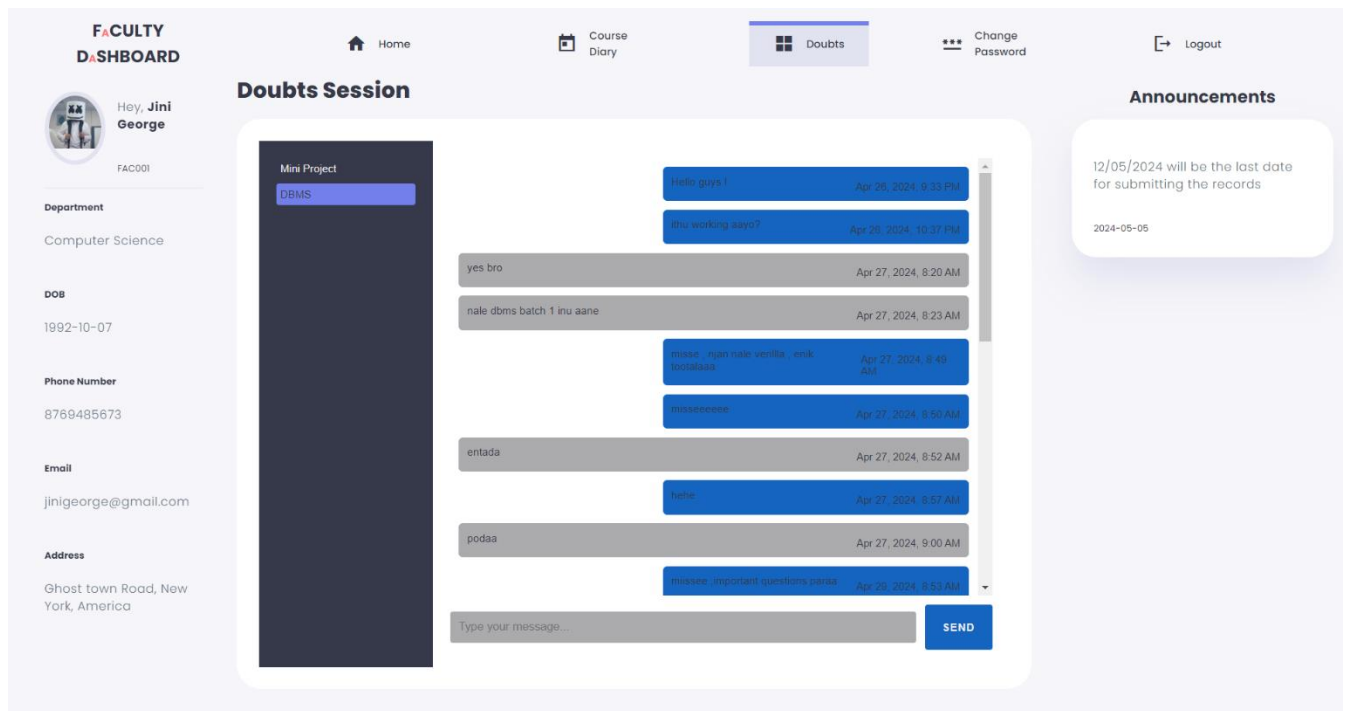 FACULTY
DASHBOARD
Home
Course
Diary
Doubts
***
Change
Password
Logout
Hey, Jini
George
FAC001
Department
Computer Science
DOB
1992-10-07
Phone Number
8769485673
Email
jinigeorge@gmail.com
Address
Ghost town Road, New
York, America
Doubts Session
Mini Project
DBMS
Hello guys ! Apr 26, 2024, 9:33 PM
ithu working aayo? Apr 26, 2024, 10:37 PM
yes bro Apr 27, 2024, 8:20 AM
nale dbms batch 1 inu aane Apr 27, 2024, 8:23 AM
misse , njan nale verilla , enik Apr 27, 2024, 8:49
AM
misseeeeee Apr 27, 2024, 8:50 AM
entada Apr 27, 2024, 8:52 AM
hehe Apr 27, 2024, 8:57 AM
podaa Apr 27, 2024, 9:00 AM
missee ,important questions paraa Apr 29, 2024, 9:53 AM
Type your message...
SEND
Announcements
12/05/2024 will be the last date
for submitting the records
2024-05-05